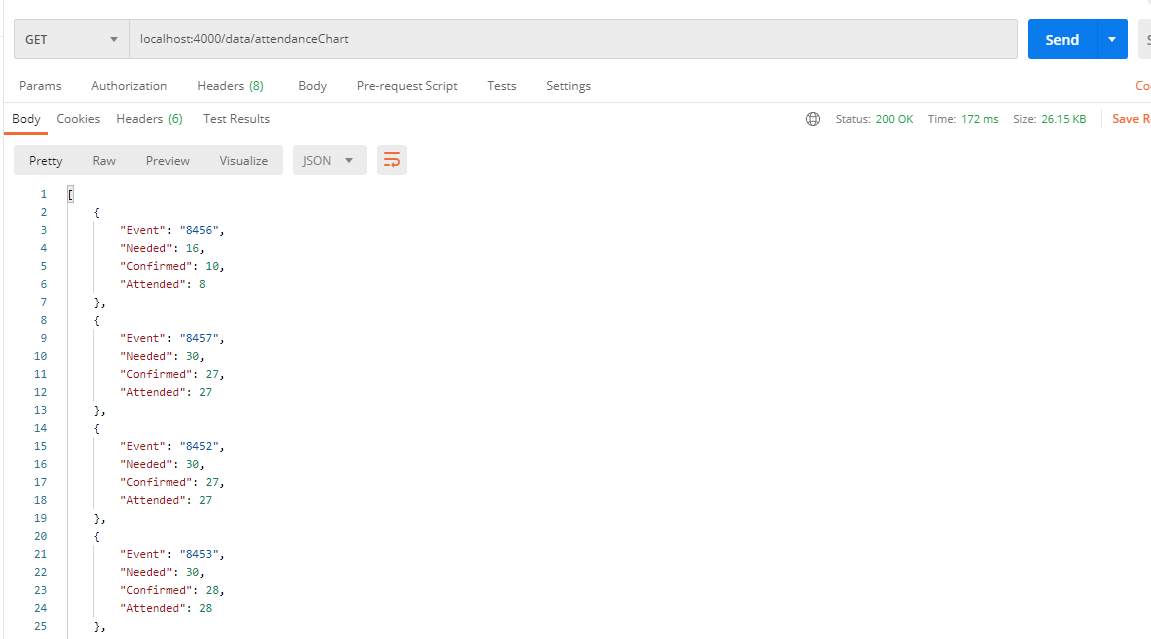 GET localhost:4000/data/attendanceChart Send
Params Authorization Headers (8) Body Pre-request Script Tests Settings
Body Cookies Headers (6) Test Results Status: 200 OK Time: 172 ms Size: 26.15 KB Save
Pretty Raw Preview Visualize JSON
1 [
2 {
3 "Event": "8456",
4 "Needed": 16,
5 "Confirmed": 10,
6 "Attended": 8
7 },
8 {
9 "Event": "8457",
10 "Needed": 30,
11 "Confirmed": 27,
12 "Attended": 27
13 },
14 {
15 "Event": "8452",
16 "Needed": 30,
17 "Confirmed": 27,
18 "Attended": 27
19 },
20 {
21 "Event": "8453",
22 "Needed": 30,
23 "Confirmed": 28,
24 "Attended": 28
25 },